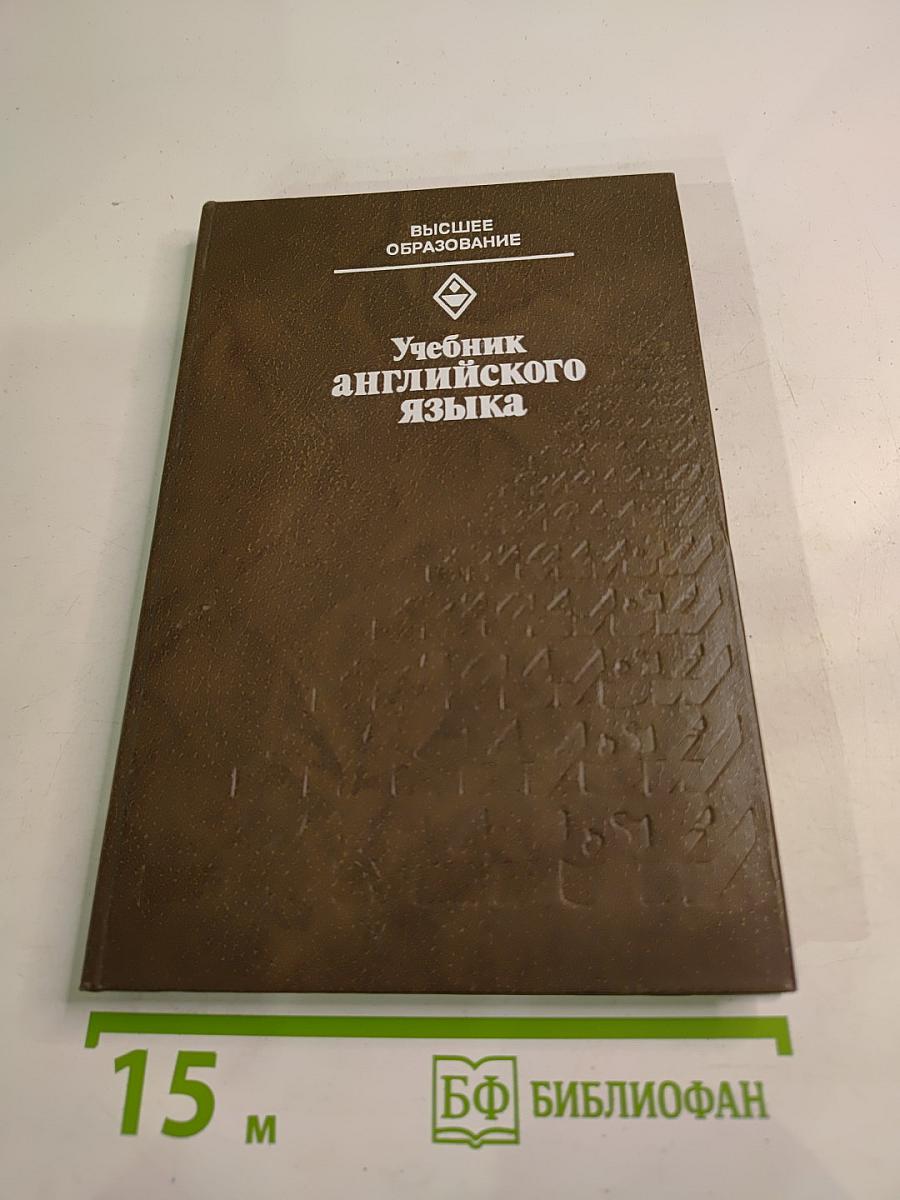 ВЫСШЕЕ
ОБРАЗОВАНИЕ
Учебник
английского
языка
15 м
БФ БИБЛИОФАН